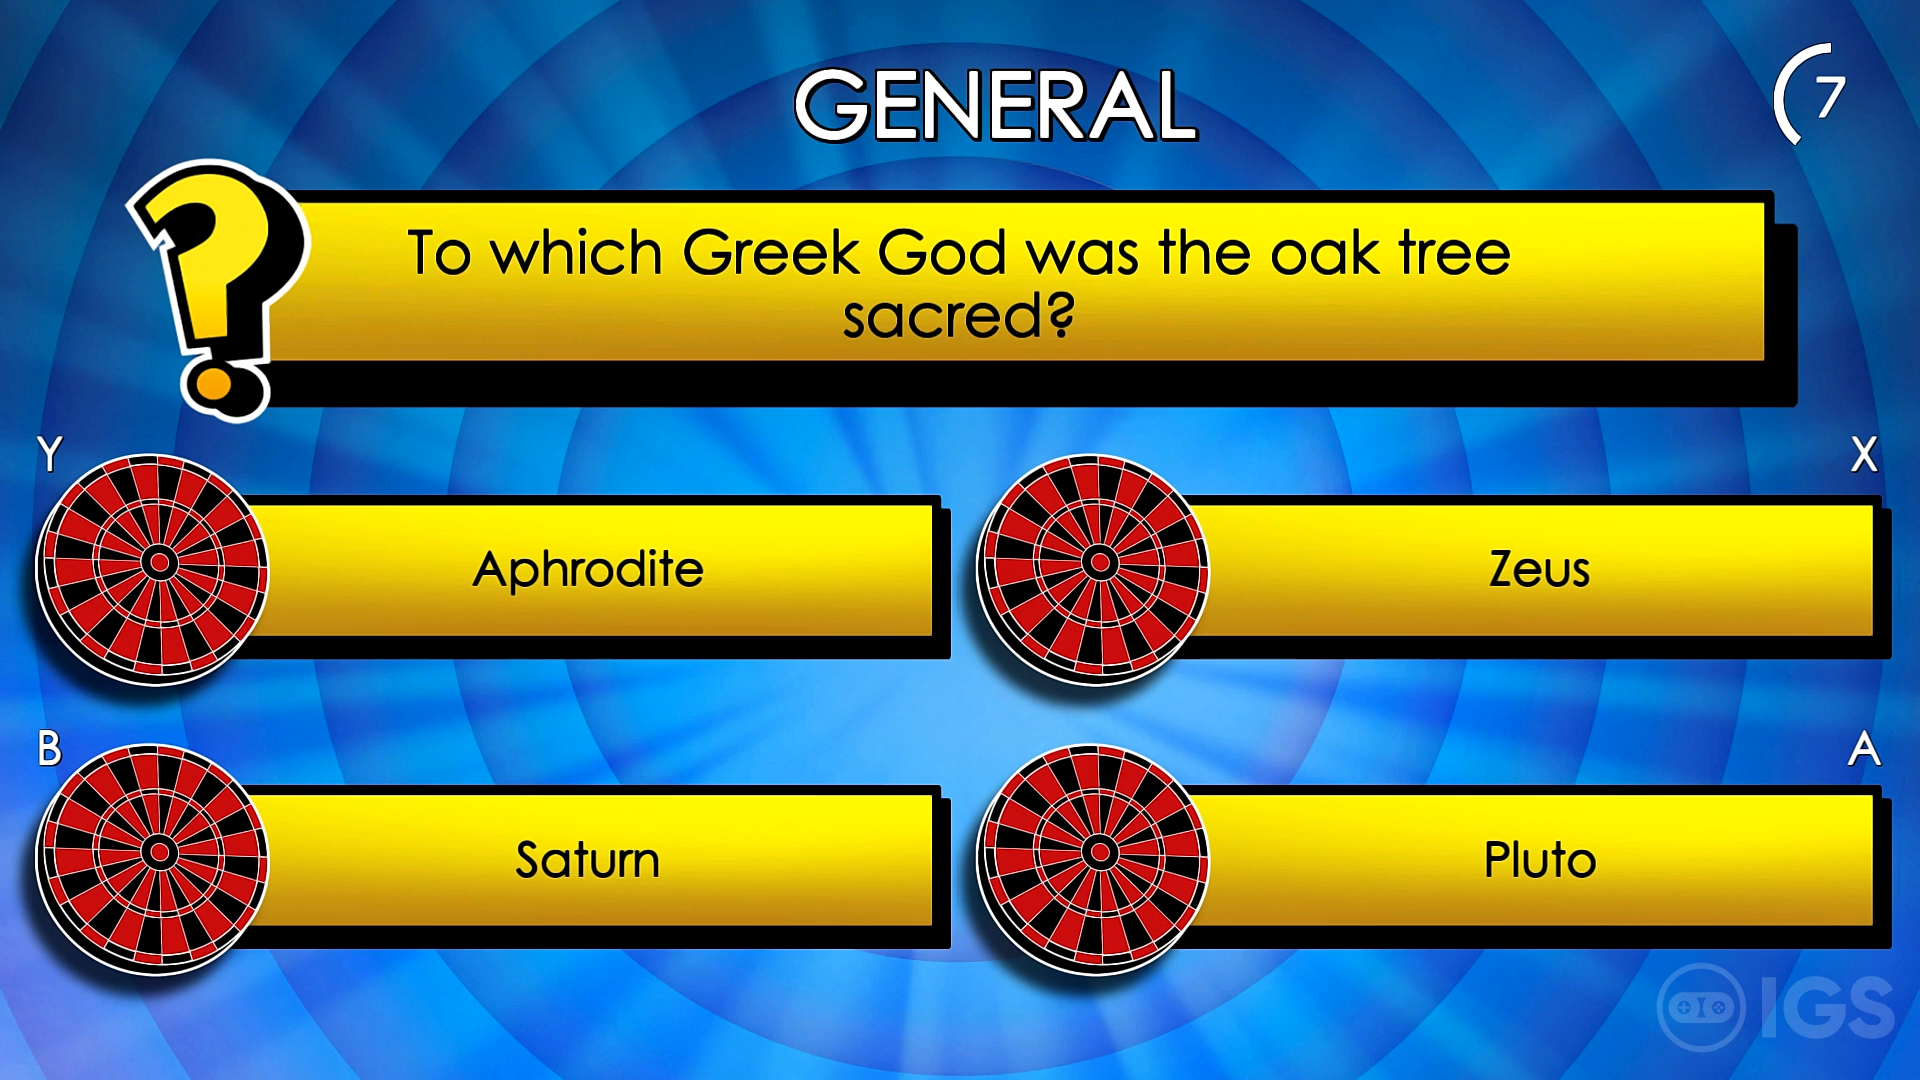 GENERAL
7
To which Greek God was the oak tree
sacred?
Y
Aphrodite
X
Zeus
B
Saturn
A
Pluto
IGS